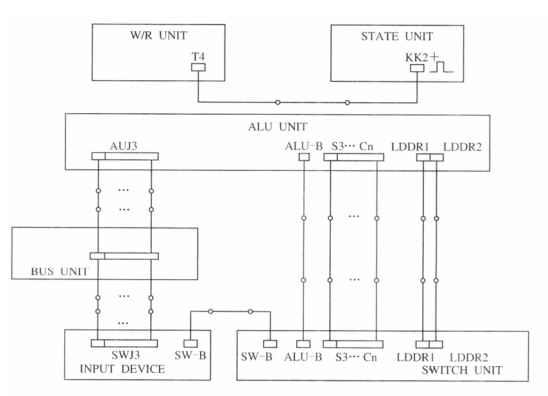 W/R UNIT
STATE UNIT
T4
KK2+
ALU UNIT
AUJ3
ALU-B
S3··· Cn
LDDR1
LDDR2
···
···
···
BUS UNIT
···
···
···
SWJ3
SW-B
SW-B
ALU-B
S3··· Cn
LDDR1
LDDR2
INPUT DEVICE
SWITCH UNIT